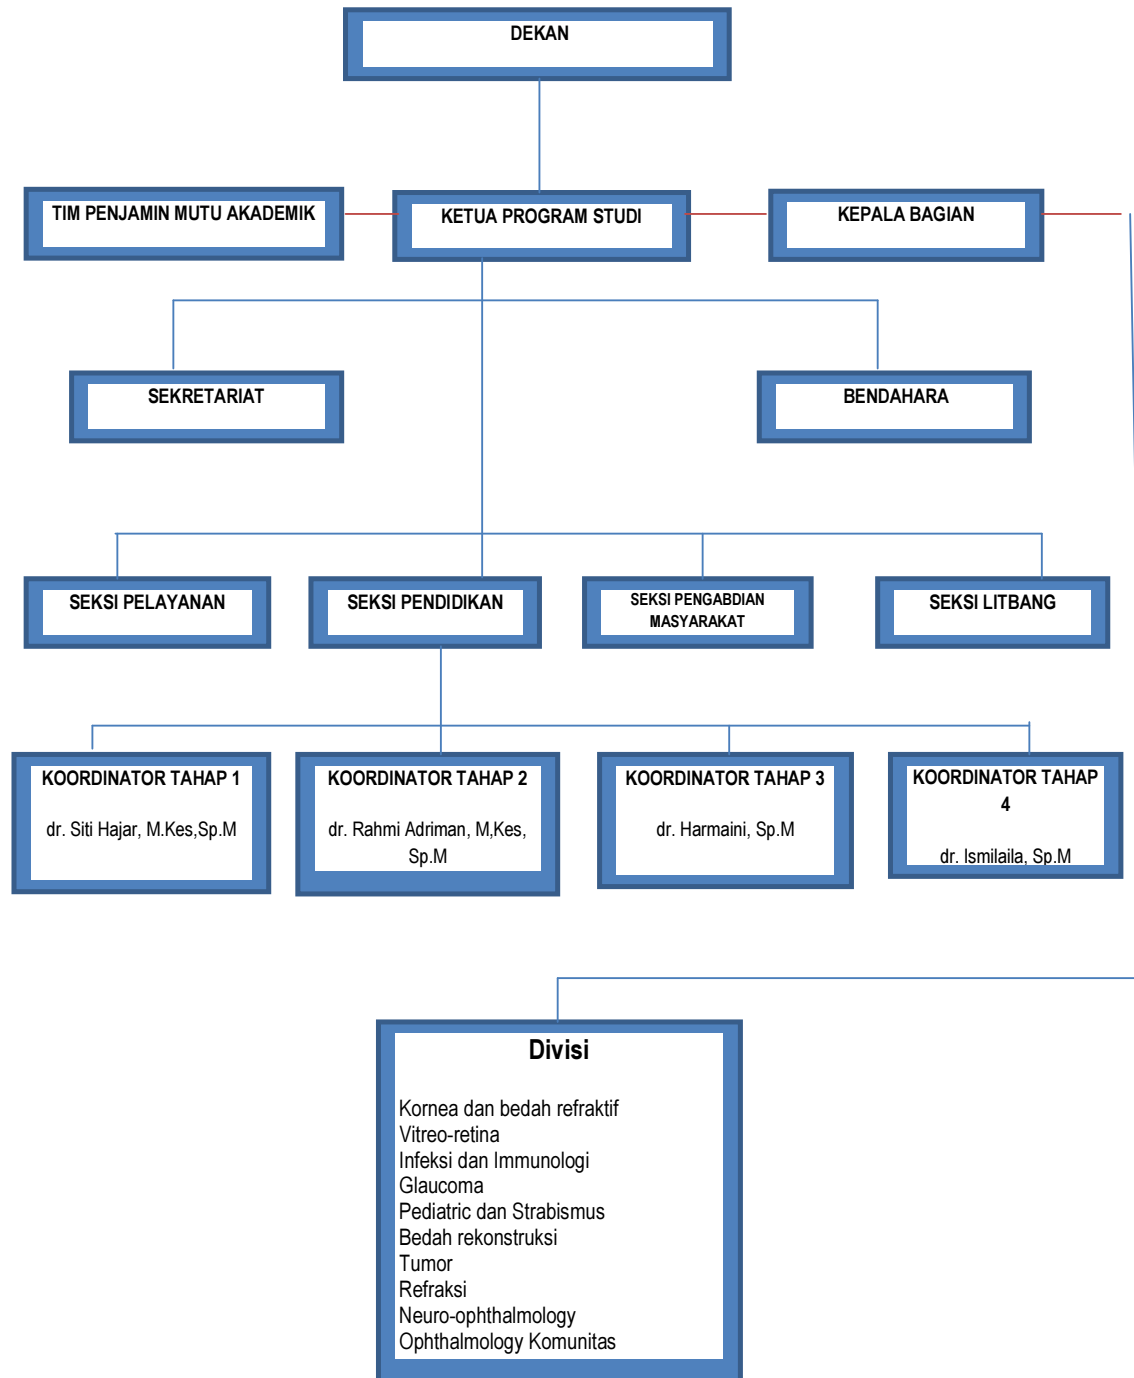 DEKAN
TIM PENJAMIN MUTU AKADEMIK
KETUA PROGRAM STUDI
KEPALA BAGIAN
SEKRETARIAT
BENDAHARA
SEKSI PELAYANAN
SEKSI PENDIDIKAN
SEKSI PENGABDIAN
MASYARAKAT
SEKSI LITBANG
KOORDINATOR TAHAP 1
dr. Siti Hajar, M.Kes,Sp.M
KOORDINATOR TAHAP 2
dr. Rahmi Adriman, M,Kes,
Sp.M
KOORDINATOR TAHAP 3
dr. Harmaini, Sp.M
KOORDINATOR TAHAP
4
dr. Ismilaila, Sp.M
Divisi
Kornea dan bedah refraktif
Vitreo-retina
Infeksi dan Immunologi
Glaucoma
Pediatric dan Strabismus
Bedah rekonstruksi
Tumor
Refraksi
Neuro-ophthalmology
Ophthalmology Komunitas